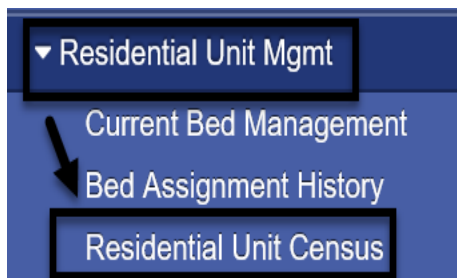 Residential Unit Mgmt
Current Bed Management
Bed Assignment History
Residential Unit Census